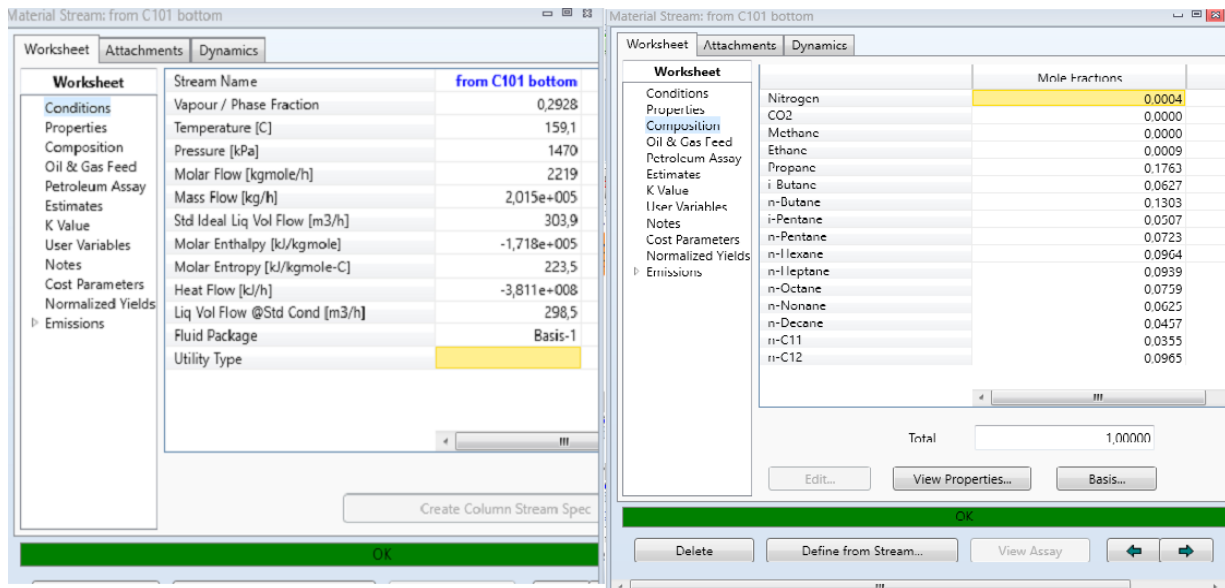 Material Stream: from C101 bottom
Worksheet Attachments Dynamics
Worksheet
Conditions
Properties
Composition
Oil & Gas Feed
Petroleum Assay
Estimates
K Value
User Variables
Notes
Cost Parameters
Normalized Yields
Emissions
Stream Name from C101 bottom
Vapour / Phase Fraction 0,2928
Temperature [C] 159,1
Pressure [kPa] 1470
Molar Flow [kgmole/h] 2219
Mass Flow [kg/h] 2,015e+005
Std Ideal Liq Vol Flow [m3/h] 303,9
Molar Enthalpy [kJ/kgmole] -1,718e+005
Molar Entropy [kJ/kgmole-C] 223,5
Heat Flow [kJ/h] -3,811e+008
Liq Vol Flow @Std Cond [m3/h] 298,5
Fluid Package Basis-1
Utility Type
Create Column Stream Spec
OK
Material Stream: from C101 bottom
Worksheet Attachments Dynamics
Worksheet
Conditions
Properties
Composition
Oil & Gas Feed
Petroleum Assay
Estimates
K Value
User Variables
Notes
Cost Parameters
Normalized Yields
Emissions
Mole Fractions
Nitrogen 0,0004
CO2 0,0000
Methane 0,0000
Ethane 0,0009
Propane 0,1763
i-Butane 0,0627
n-Butane 0,1303
i-Pentane 0,0507
n-Pentane 0,0723
n-Hexane 0,0964
n-Heptane 0,0939
n-Octane 0,0759
n-Nonane 0,0625
n-Decane 0,0457
n-C11 0,0355
n-C12 0,0965
Total 1,00000
Edit... View Properties... Basis...
OK
Delete Define from Stream... View Assay